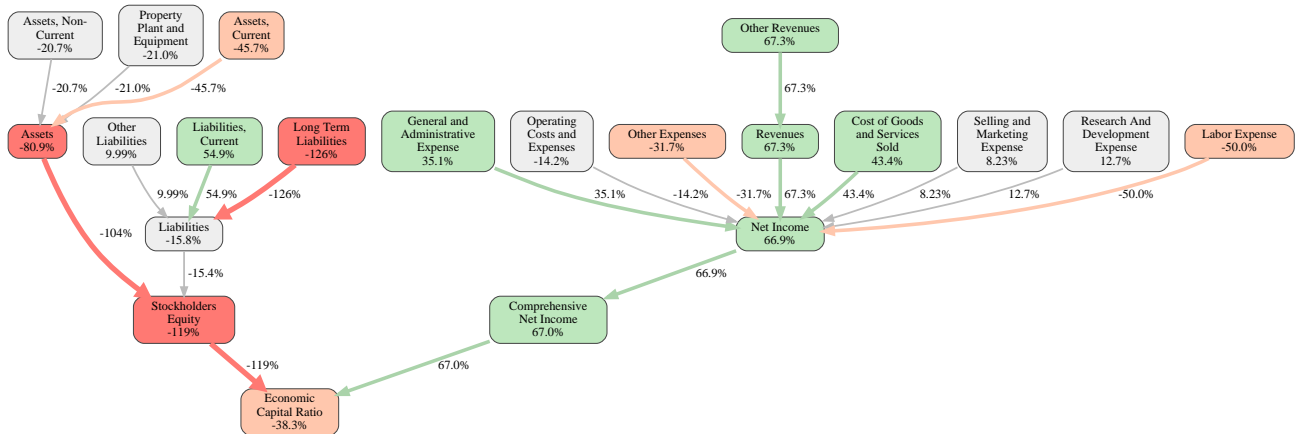 Assets, Non-
Current
-20.7%
Property
Plant and
Equipment
-21.0%
Assets,
Current
-45.7%
Other Revenues
67.3%
-20.7%
-21.0%
-45.7%
67.3%
Assets
-80.9%
Other
Liabilities
9.99%
Liabilities,
Current
54.9%
Long Term
Liabilities
-126%
General and
Administrative
Expense
35.1%
Operating
Costs and
Expenses
-14.2%
Other Expenses
-31.7%
Revenues
67.3%
Cost of Goods
and Services
Sold
43.4%
Selling and
Marketing
Expense
8.23%
Research And
Development
Expense
12.7%
Labor Expense
-50.0%
9.99%
54.9%
-126%
35.1%
-14.2%
-31.7%
67.3%
43.4%
8.23%
12.7%
-50.0%
-104%
Liabilities
-15.8%
Net Income
66.9%
-15.4%
66.9%
Stockholders
Equity
-119%
Comprehensive
Net Income
67.0%
-119%
67.0%
Economic
Capital Ratio
-38.3%